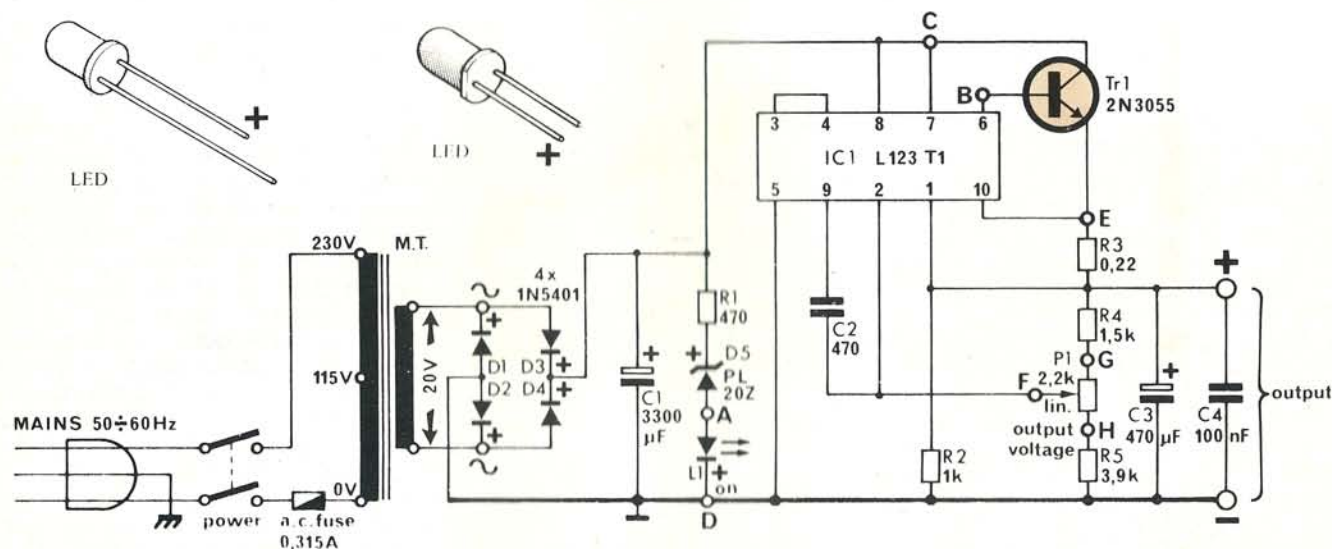 LED
+
LED
+
C
B
Tr1
2N3055
3 4 8 7 6
IC1 L123 T1
5 9 2 1 10
E
230V
M.T.
4x
1N5401
~
+
+
20V
D1
D3
D2
D4
+
+
~
115V
0V
MAINS 50÷60Hz
power
a.c. fuse
0,315A
+
C1
3300
µF
R1
470
+
D5
PL
20Z
A
L1
+
on
D
C2
470
R2
1k
R3
0,22
R4
1,5k
P1
G
F
2,2k
lin.
output
voltage
H
R5
3,9k
+
C3
470 µF
C4
100 nF
+
output
-